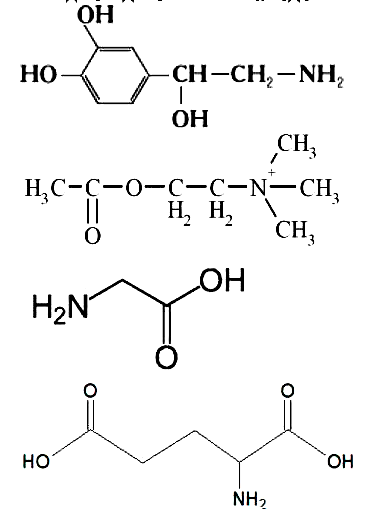 OH
HO
CH—CH₂—NH₂
OH
CH₃
H₃C—C—O—C—C—N⁺—CH₃
H₂ H₂
O
CH₃
OH
H₂N
O
O
O
HO
OH
NH₂